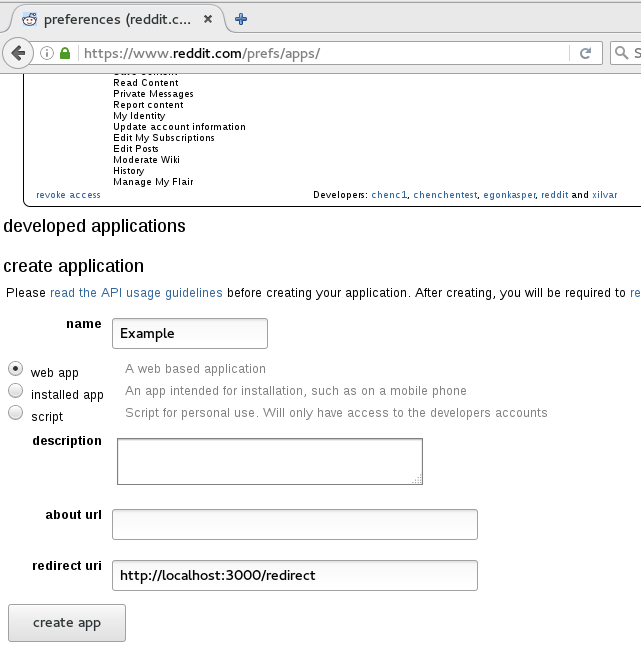 preferences (reddit.c...
https://www.reddit.com/prefs/apps/
S
Read Content
Private Messages
Report content
My Identity
Update account information
Edit My Subscriptions
Edit Posts
Moderate Wiki
History
Manage My Flair
revoke access Developers: chenc1, chenchentest, egonkasper, reddit and xilvar
developed applications
create application
Please read the API usage guidelines before creating your application. After creating, you will be required to re
name Example
web app A web based application
installed app An app intended for installation, such as on a mobile phone
script Script for personal use. Will only have access to the developers accounts
description
about url
redirect uri http://localhost:3000/redirect
create app